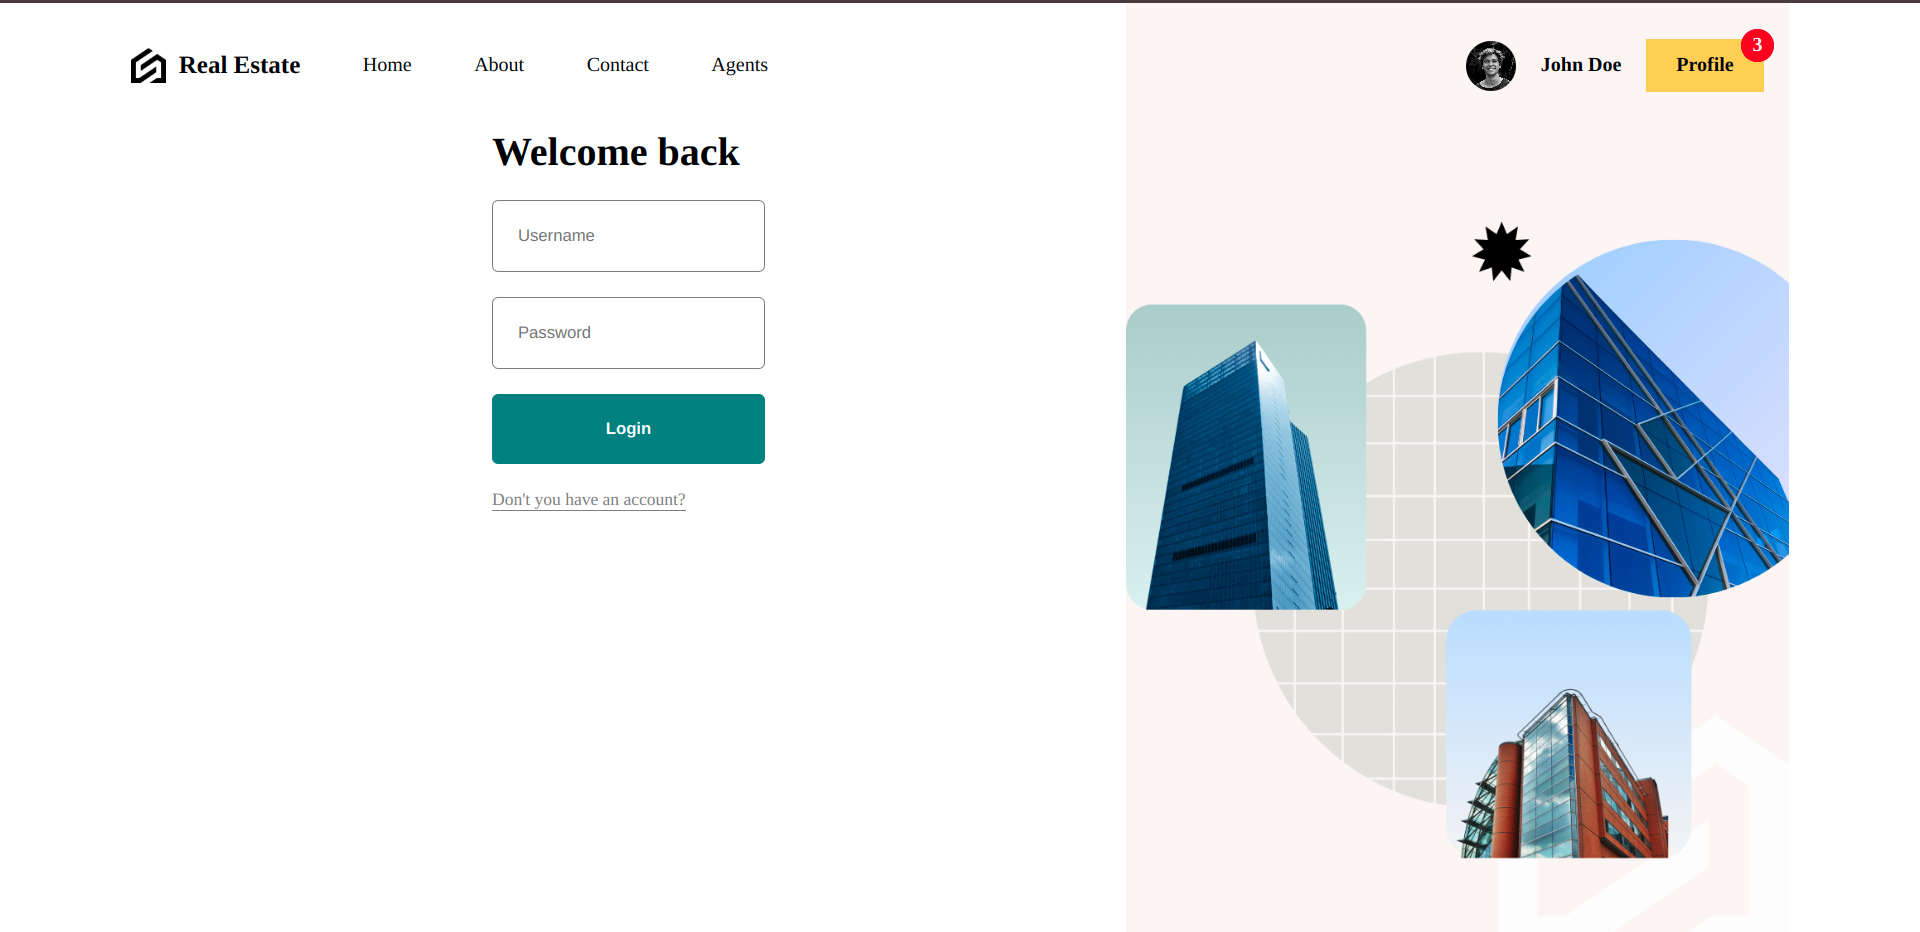 Real Estate
Home
About
Contact
Agents
John Doe
Profile
3
Welcome back
Username
Password
Login
Don't you have an account?